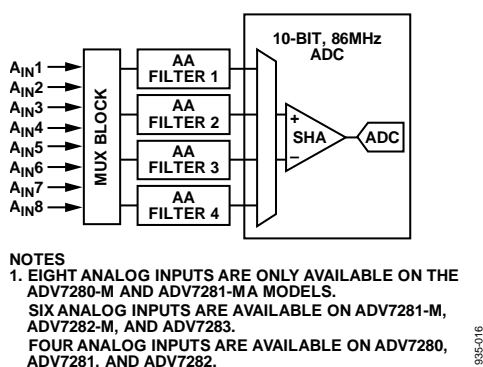 10-BIT, 86MHz
ADC
AIN1
AIN2
AIN3
AIN4
AIN5
AIN6
AIN7
AIN8
MUX BLOCK
AA
FILTER 1
AA
FILTER 2
AA
FILTER 3
AA
FILTER 4
+
SHA
–
ADC
NOTES
1. EIGHT ANALOG INPUTS ARE ONLY AVAILABLE ON THE
ADV7280-M AND ADV7281-MA MODELS.
SIX ANALOG INPUTS ARE AVAILABLE ON ADV7281-M,
ADV7282-M, AND ADV7283.
FOUR ANALOG INPUTS ARE AVAILABLE ON ADV7280,
ADV7281, AND ADV7282.
935-016